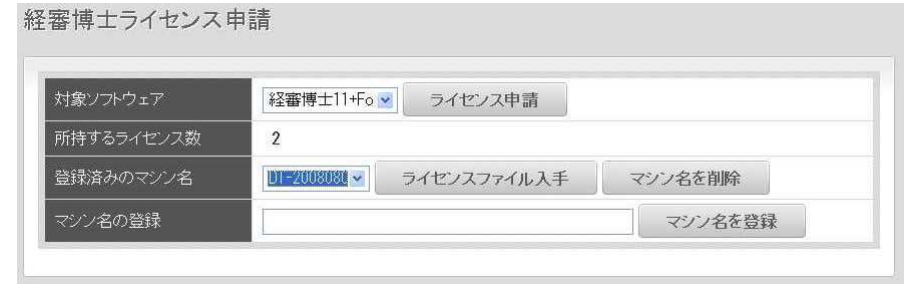 経審博士ライセンス申請
対象ソフトウェア 経審博士11+Fo ライセンス申請
所持するライセンス数 2
登録済みのマシン名 DT-2008080 ライセンスファイル入手 マシン名を削除
マシン名の登録 マシン名を登録